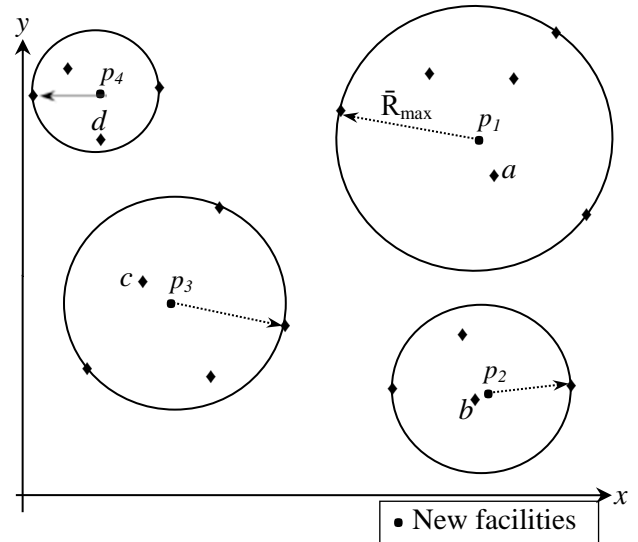 y
p₄
d
R̄max
p₁
a
c
p₃
p₂
b
x
New facilities